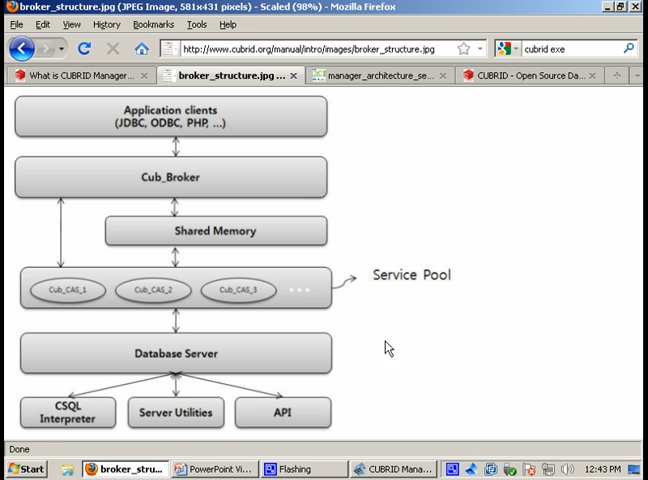 broker_structure.jpg (JPEG Image, 581x431 pixels) - Scaled (98%) - Mozilla Firefox
File Edit View History Bookmarks Tools Help
http://www.cubrid.org/manual/intro/images/broker_structure.jpg
cubrid exe
What is CUBRID Manager...
broker_structure.jpg ...
manager_architecture_se...
CUBRID - Open Source Da...
Application clients
(JDBC, ODBC, PHP, ...)
Cub_Broker
Shared Memory
Cub_CAS_1
Cub_CAS_2
Cub_CAS_3
...
Service Pool
Database Server
CSQL
Interpreter
Server Utilities
API
Done
Start
broker_stru...
PowerPoint Vi...
Flashing
CUBRID Mana...
12:43 PM